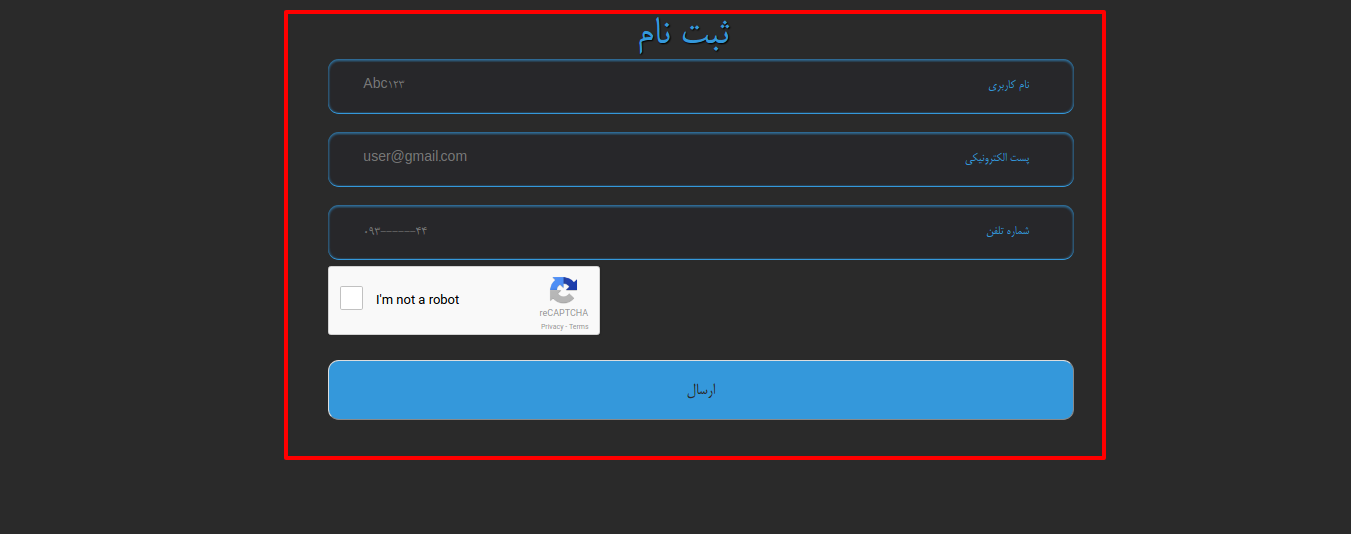 ثبت نام
نام کاربری
Abc۱۲۳
پست الکترونیکی
user@gmail.com
شماره تلفن
۰۹۳------۴۴
I'm not a robot
reCAPTCHA
Privacy - Terms
ارسال